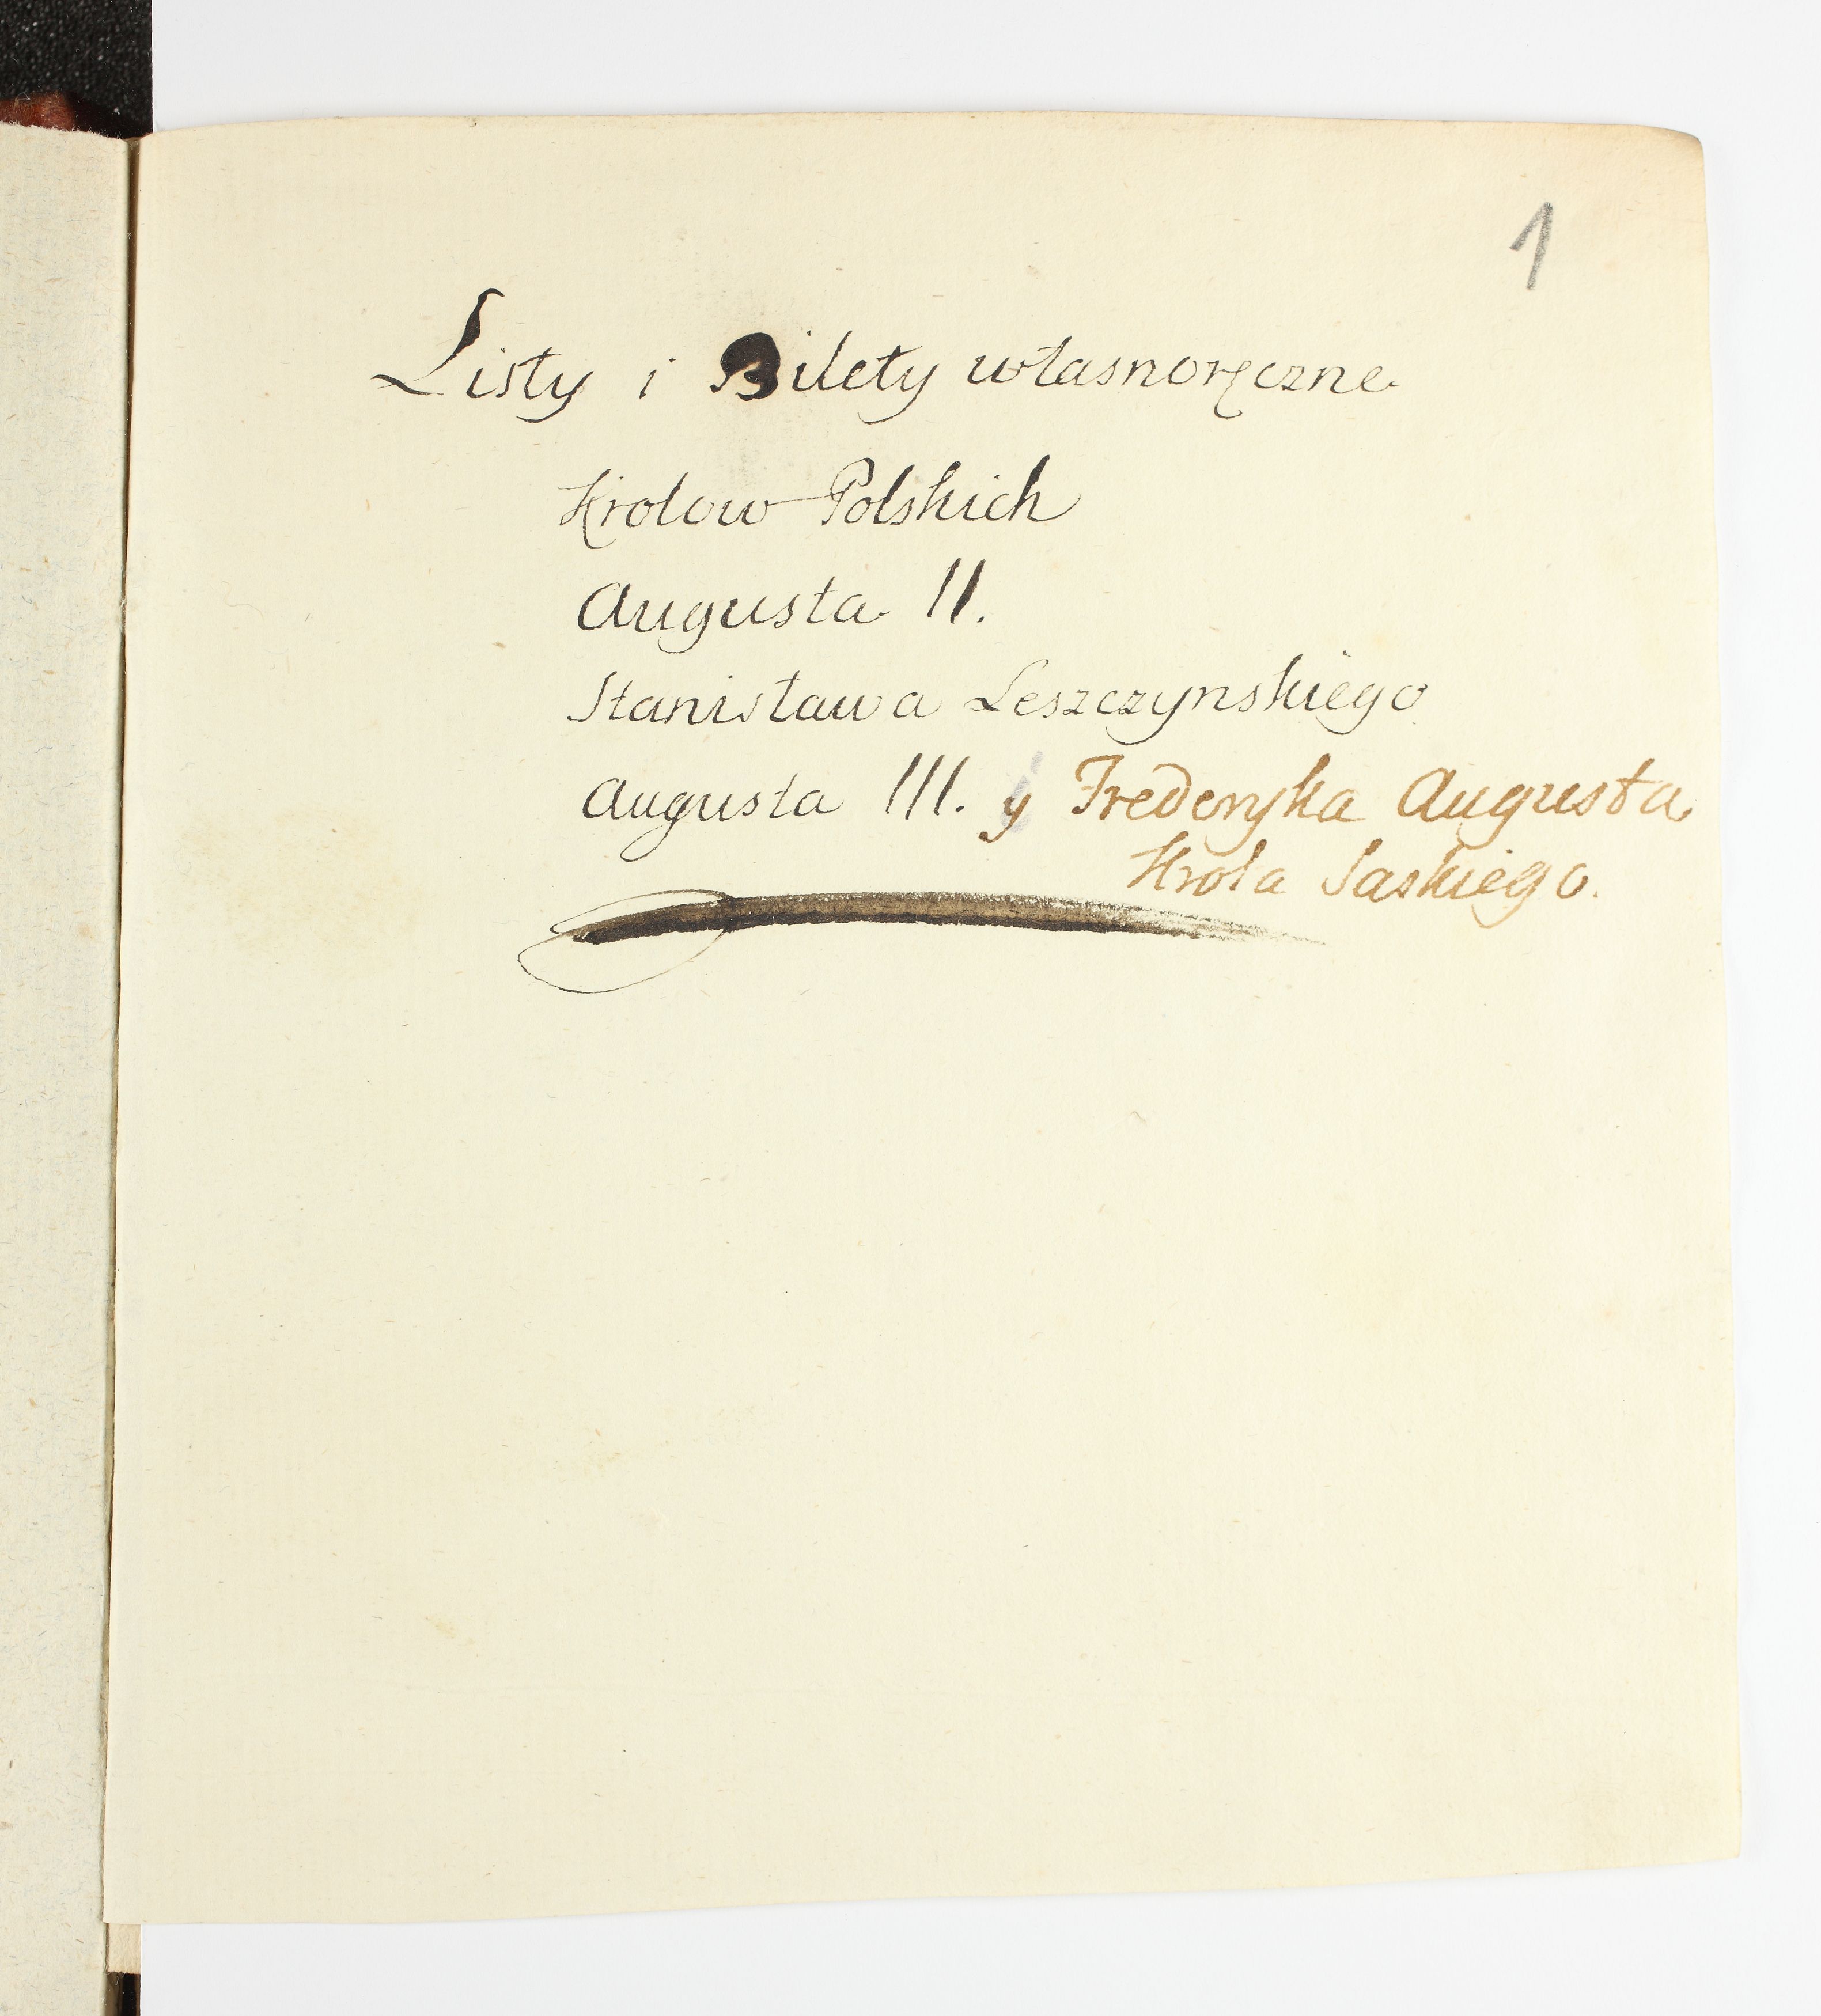 1
Listy i Bilety własnoręczne
Krolow Polskich
Augusta II.
Stanisława Leszczynskiego
Augusta III. y Frederyka Augusta
Krola Saskiego.